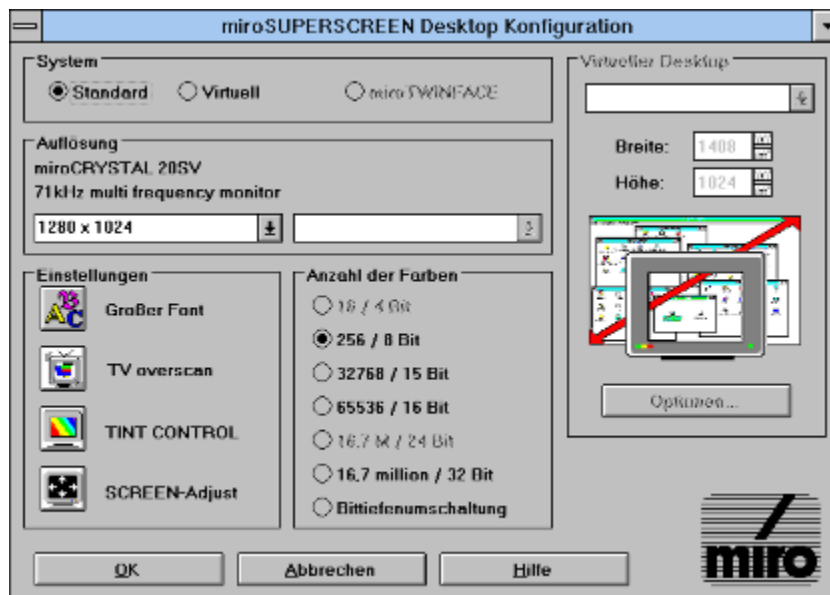 miroSUPERSCREEN Desktop Konfiguration
System
Standard
Virtuell
miro TWINFACE
Auflösung
miroCRYSTAL 20SV
71kHz multi frequency monitor
1280 x 1024
Einstellungen
Großer Font
TV overscan
TINT CONTROL
SCREEN-Adjust
Anzahl der Farben
16 / 4 Bit
256 / 8 Bit
32768 / 15 Bit
65536 / 16 Bit
16.7 M / 24 Bit
16.7 million / 32 Bit
Bittiefenumschaltung
Virtueller Desktop
Breite: 1408
Höhe: 1024
Optionen...
OK
Abbrechen
Hilfe
miro